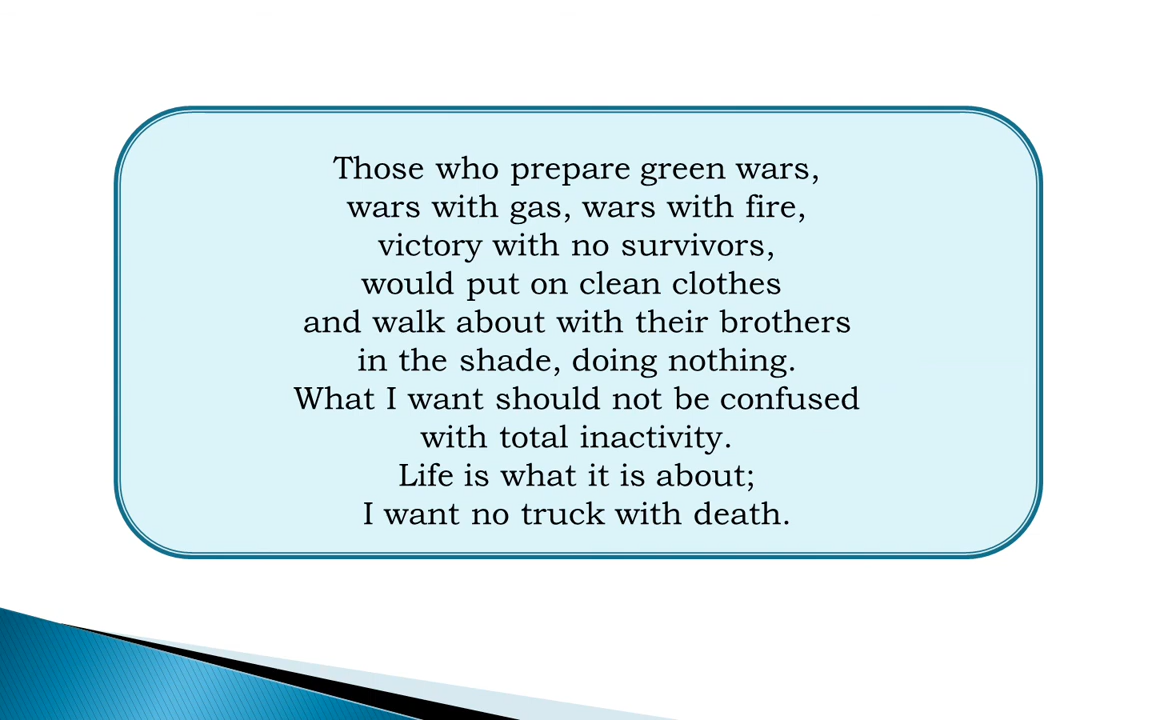 Those who prepare green wars,
wars with gas, wars with fire,
victory with no survivors,
would put on clean clothes
and walk about with their brothers
in the shade, doing nothing.
What I want should not be confused
with total inactivity.
Life is what it is about;
I want no truck with death.